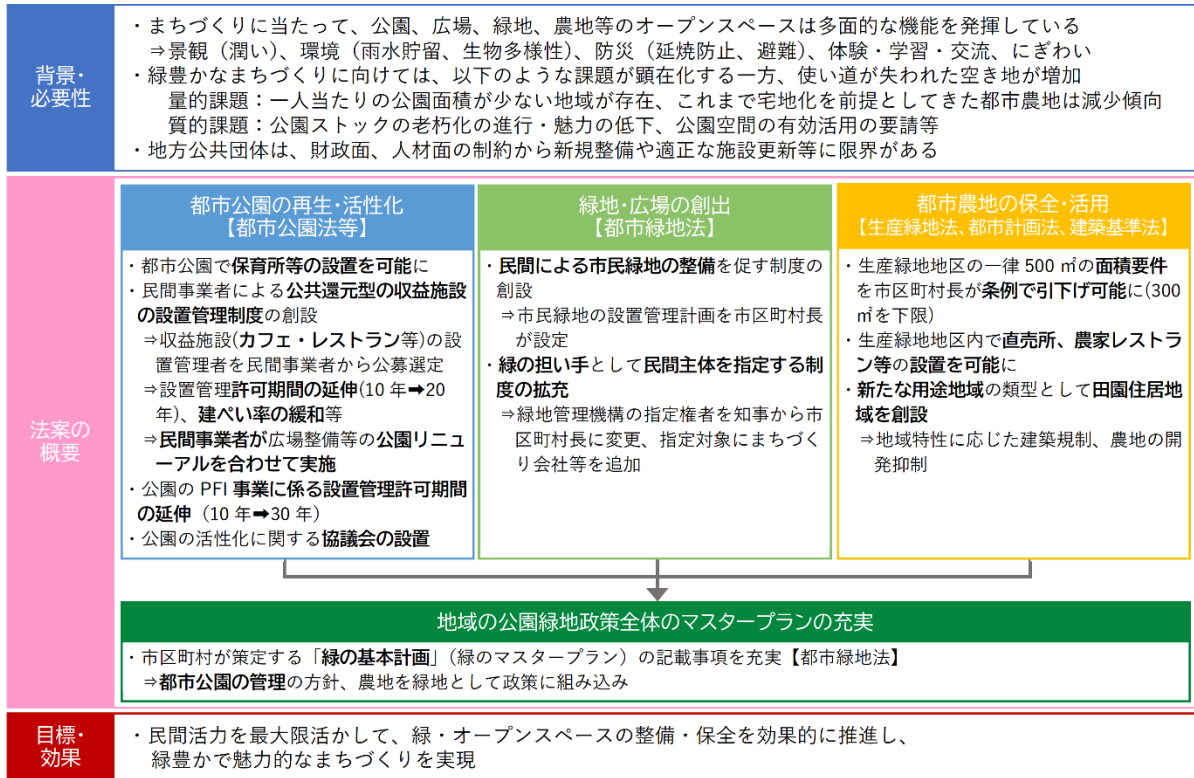 背景・
必要性
・まちづくりに当たって、公園、広場、緑地、農地等のオープンスペースは多面的な機能を発揮している
⇒景観（潤い）、環境（雨水貯留、生物多様性）、防災（延焼防止、避難）、体験・学習・交流、にぎわい
・緑豊かなまちづくりに向けては、以下のような課題が顕在化する一方、使い道が失われた空き地が増加
量的課題：一人当たりの公園面積が少ない地域が存在、これまで宅地化を前提としてきた都市農地は減少傾向
質的課題：公園ストックの老朽化の進行・魅力の低下、公園空間の有効活用の要請等
・地方公共団体は、財政面、人材面の制約から新規整備や適正な施設更新等に限界がある
法案の
概要
都市公園の再生・活性化
【都市公園法等】
・都市公園で保育所等の設置を可能に
・民間事業者による公共還元型の収益施設
の設置管理制度の創設
⇒収益施設(カフェ・レストラン等)の設
置管理者を民間事業者から公募選定
⇒設置管理許可期間の延伸(10年➡20
年)、建ぺい率の緩和等
⇒民間事業者が広場整備等の公園リニュ
ーアルを合わせて実施
・公園の PFI 事業に係る設置管理許可期間
の延伸（10年➡30年）
・公園の活性化に関する協議会の設置
緑地・広場の創出
【都市緑地法】
・民間による市民緑地の整備を促す制度の
創設
⇒市民緑地の設置管理計画を市区町村長
が設定
・緑の担い手として民間主体を指定する制
度の拡充
⇒緑地管理機構の指定権者を知事から市
区町村長に変更、指定対象にまちづく
り会社等を追加
都市農地の保全・活用
【生産緑地法、都市計画法、建築基準法】
・生産緑地地区の一律 500 ㎡の面積要件
を市区町村長が条例で引下げ可能に(300
㎡を下限)
・生産緑地地区内で直売所、農家レストラ
ン等の設置を可能に
・新たな用途地域の類型として田園住居地
域を創設
⇒地域特性に応じた建築規制、農地の開
発抑制
地域の公園緑地政策全体のマスタープランの充実
・市区町村が策定する「緑の基本計画」（緑のマスタープラン）の記載事項を充実【都市緑地法】
⇒都市公園の管理の方針、農地を緑地として政策に組み込み
目標・
効果
・民間活力を最大限活かして、緑・オープンスペースの整備・保全を効果的に推進し、
緑豊かで魅力的なまちづくりを実現